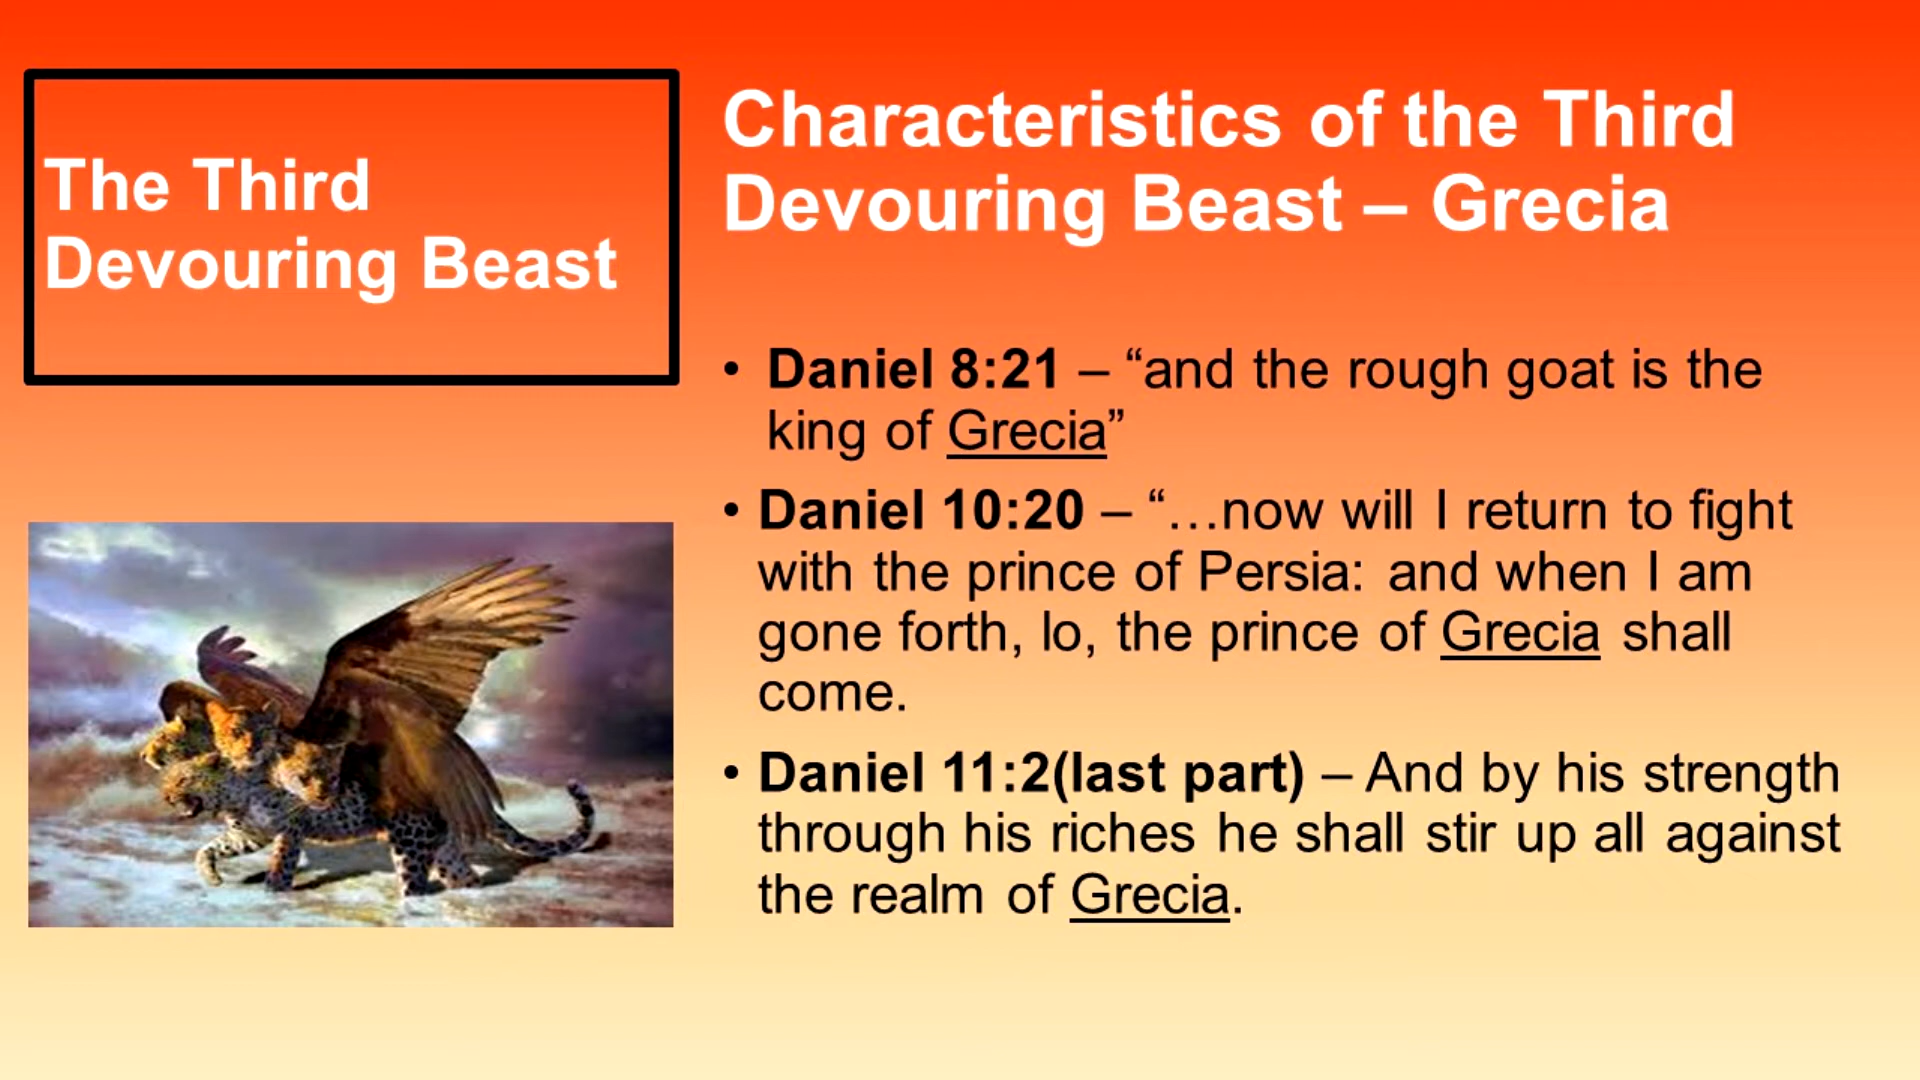 The Third
Devouring Beast
Characteristics of the Third
Devouring Beast – Grecia
• Daniel 8:21 – “and the rough goat is the
king of Grecia”
• Daniel 10:20 – “…now will I return to fight
with the prince of Persia: and when I am
gone forth, lo, the prince of Grecia shall
come.
• Daniel 11:2(last part) – And by his strength
through his riches he shall stir up all against
the realm of Grecia.